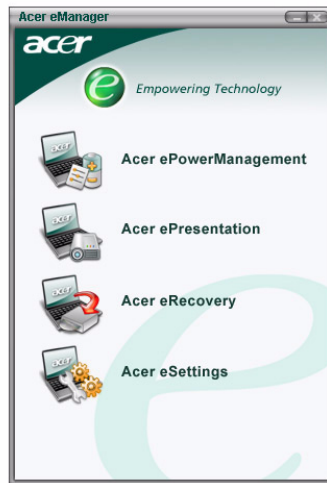 Acer eManager
acer
e Empowering Technology
Acer ePowerManagement
Acer ePresentation
Acer eRecovery
Acer eSettings